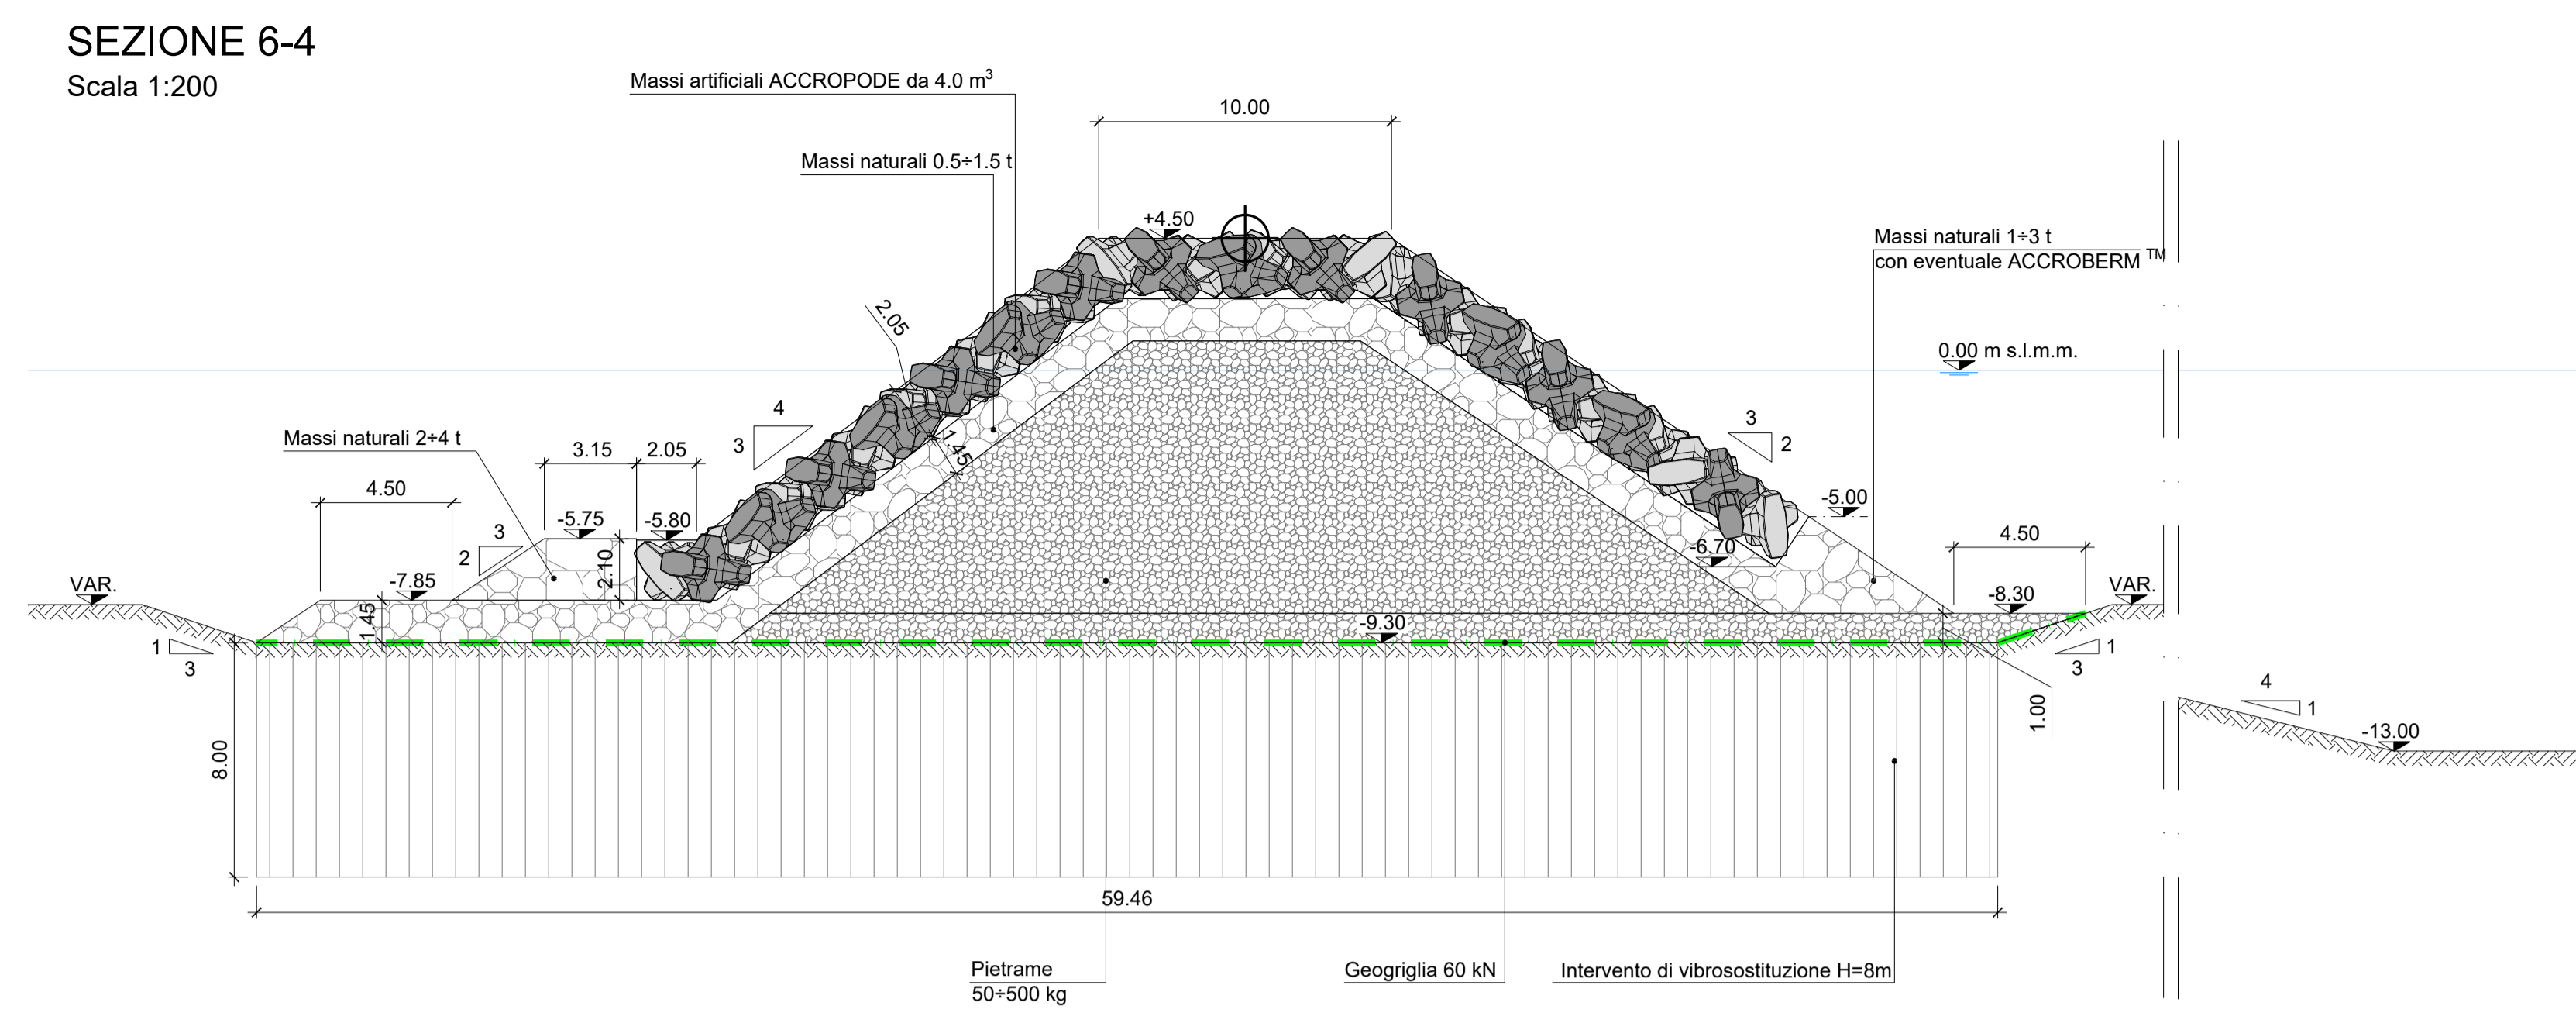 SEZIONE 6-4
Scala 1:200
Massi artificiali ACCROPODE da 4.0 m³
10.00
Massi naturali 0.5÷1.5 t
+4.50
Massi naturali 1÷3 t
con eventuale ACCROBERM ™
2.05
0.00 m s.l.m.m.
4
3
3
2
1.45
Massi naturali 2÷4 t
3.15
2.05
4.50
-5.75
-5.80
3
2
2.10
-5.00
-6.70
4.50
VAR.
-7.85
1.45
-8.30
VAR.
-9.30
1
3
1
3
1.00
4
1
-13.00
8.00
59.46
Pietrame
50÷500 kg
Geogriglia 60 kN
Intervento di vibrosostituzione H=8m